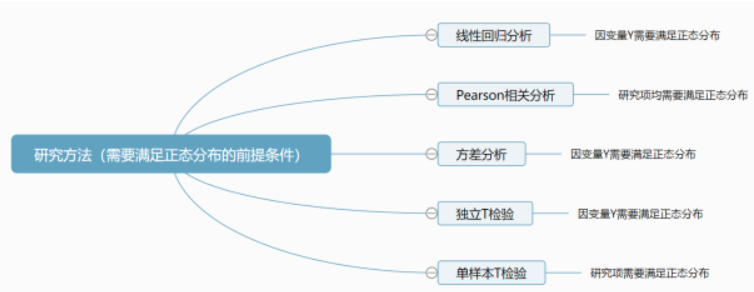 线性回归分析
因变量Y需要满足正态分布
Pearson相关分析
研究项均需要满足正态分布
研究方法（需要满足正态分布的前提条件）
方差分析
因变量Y需要满足正态分布
独立T检验
因变量Y需要满足正态分布
单样本T检验
研究项需要满足正态分布